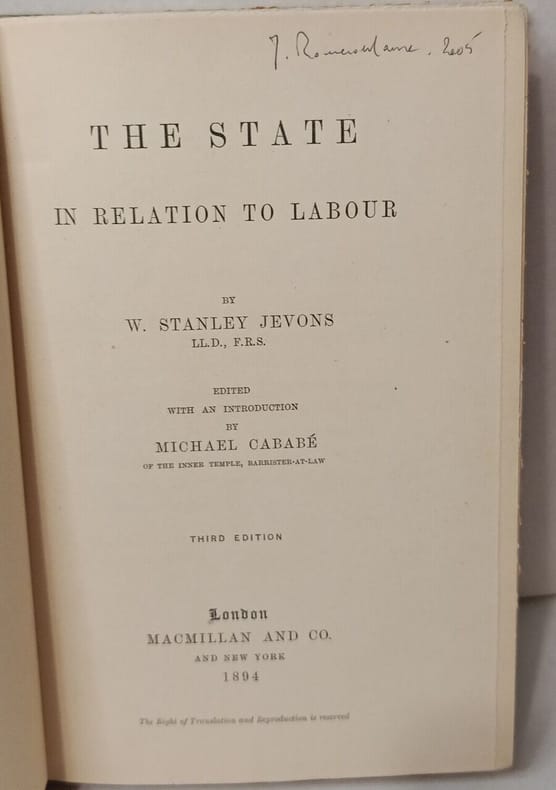 2005
THE STATE
IN RELATION TO LABOUR
BY
W. STANLEY JEVONS
LL.D., F.R.S.
EDITED
WITH AN INTRODUCTION
BY
MICHAEL CABABÉ
OF THE INNER TEMPLE, BARRISTER-AT-LAW
THIRD EDITION
London
MACMILLAN AND CO.
AND NEW YORK
1894
The Right of Translation and Reproduction is reserved